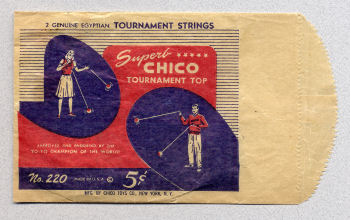 2 GENUINE EGYPTIAN TOURNAMENT STRINGS
Superb ★★★★★
CHICO
TOURNAMENT TOP
APPROVED AND ENDORSED BY THE
YO-YO CHAMPION OF THE WORLD!
No. 220 MADE IN U.S.A. © 5¢
MFG. BY CHICO TOYS CO., NEW YORK, N.Y.